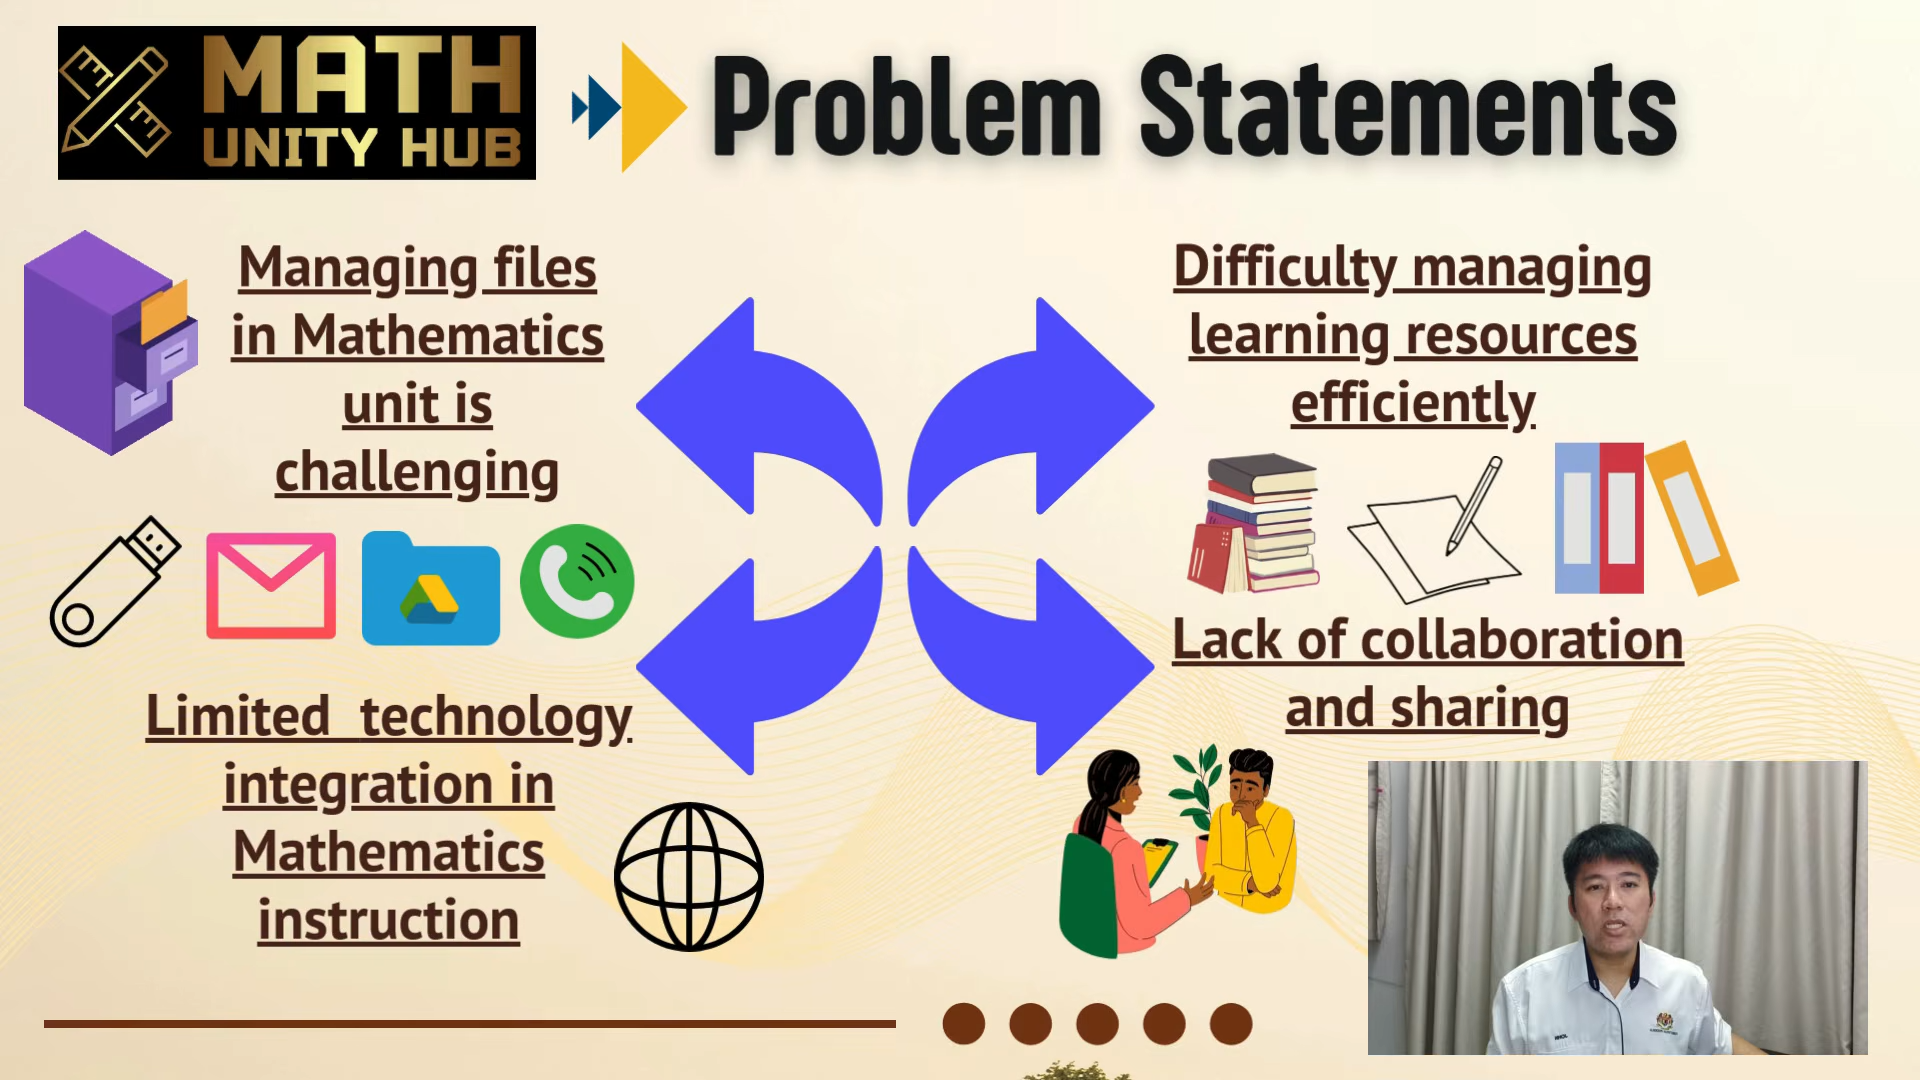 MATH
UNITY HUB
Problem Statements
Managing files
in Mathematics
unit is
challenging
Difficulty managing
learning resources
efficiently
Limited technology
integration in
Mathematics
instruction
Lack of collaboration
and sharing